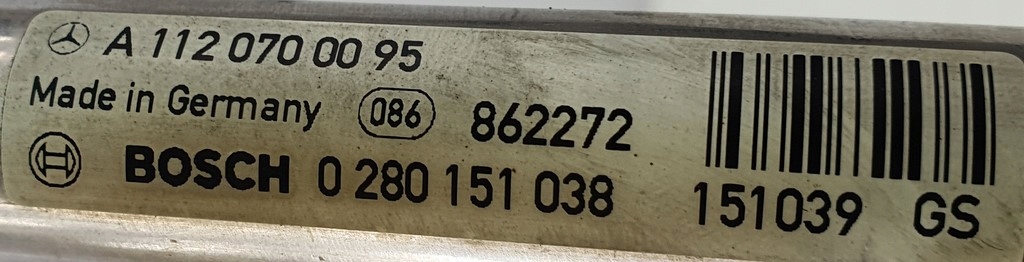 A 112 070 00 95
Made in Germany 086 862272
BOSCH 0 280 151 038
151039 GS